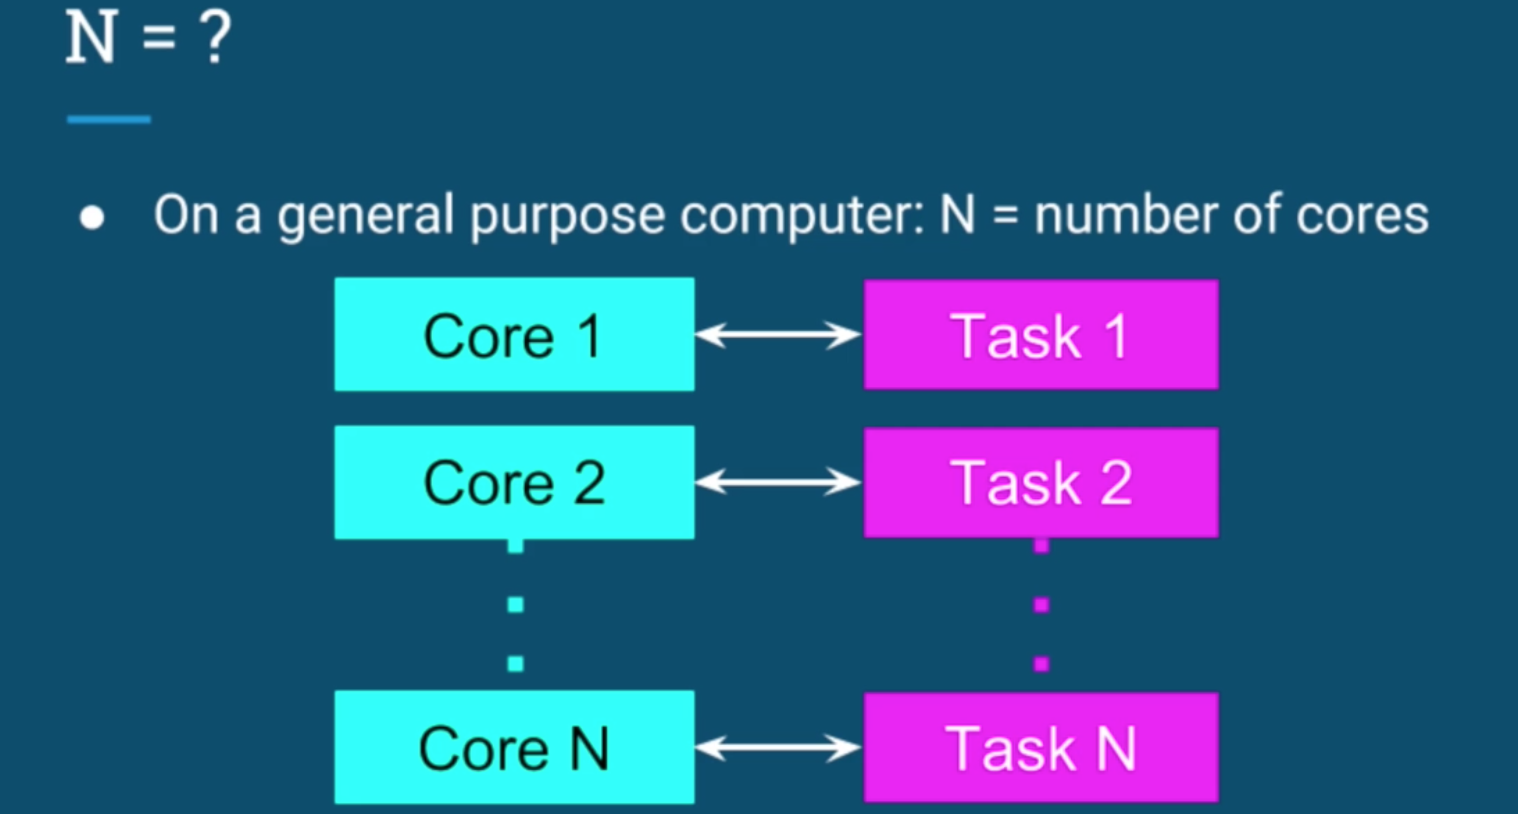 N = ?
● On a general purpose computer: N = number of cores
Core 1 Task 1
Core 2 Task 2
Core N Task N